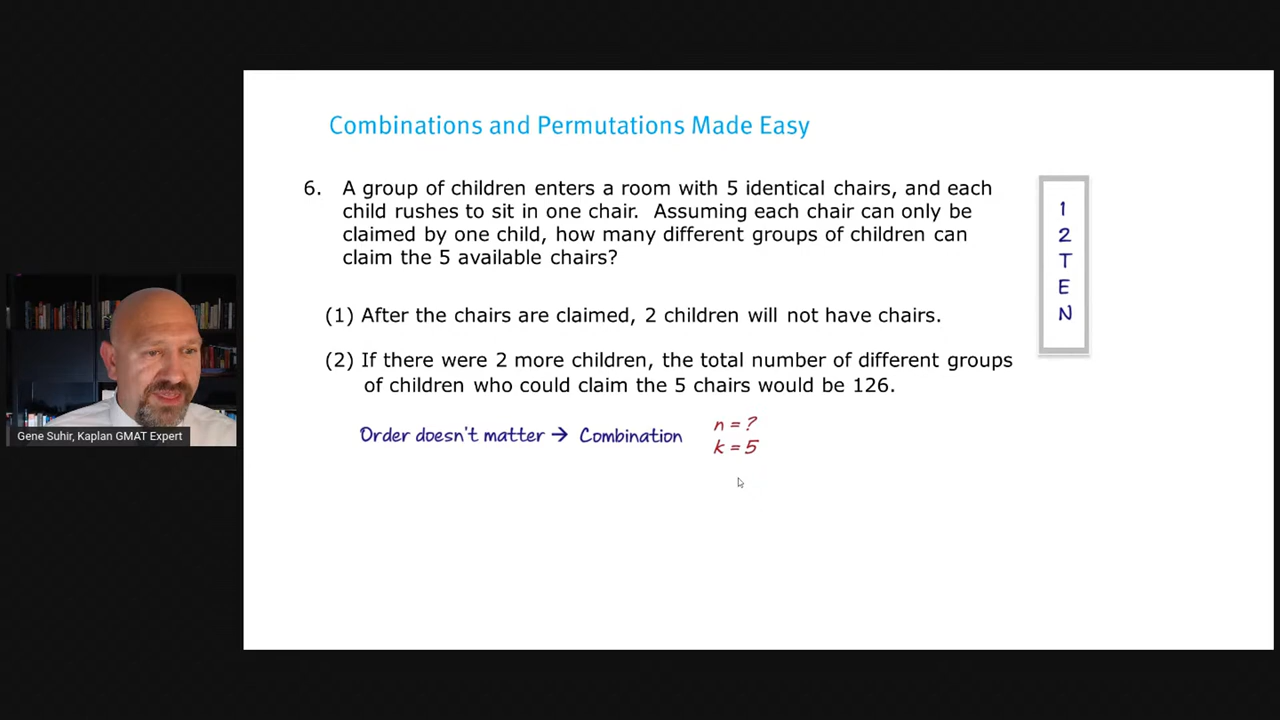 Combinations and Permutations Made Easy
6. A group of children enters a room with 5 identical chairs, and each
child rushes to sit in one chair. Assuming each chair can only be
claimed by one child, how many different groups of children can
claim the 5 available chairs?
(1) After the chairs are claimed, 2 children will not have chairs.
(2) If there were 2 more children, the total number of different groups
of children who could claim the 5 chairs would be 126.
Order doesn't matter → Combination
n = ?
k = 5
1
2
T
E
N
Gene Suhir, Kaplan GMAT Expert